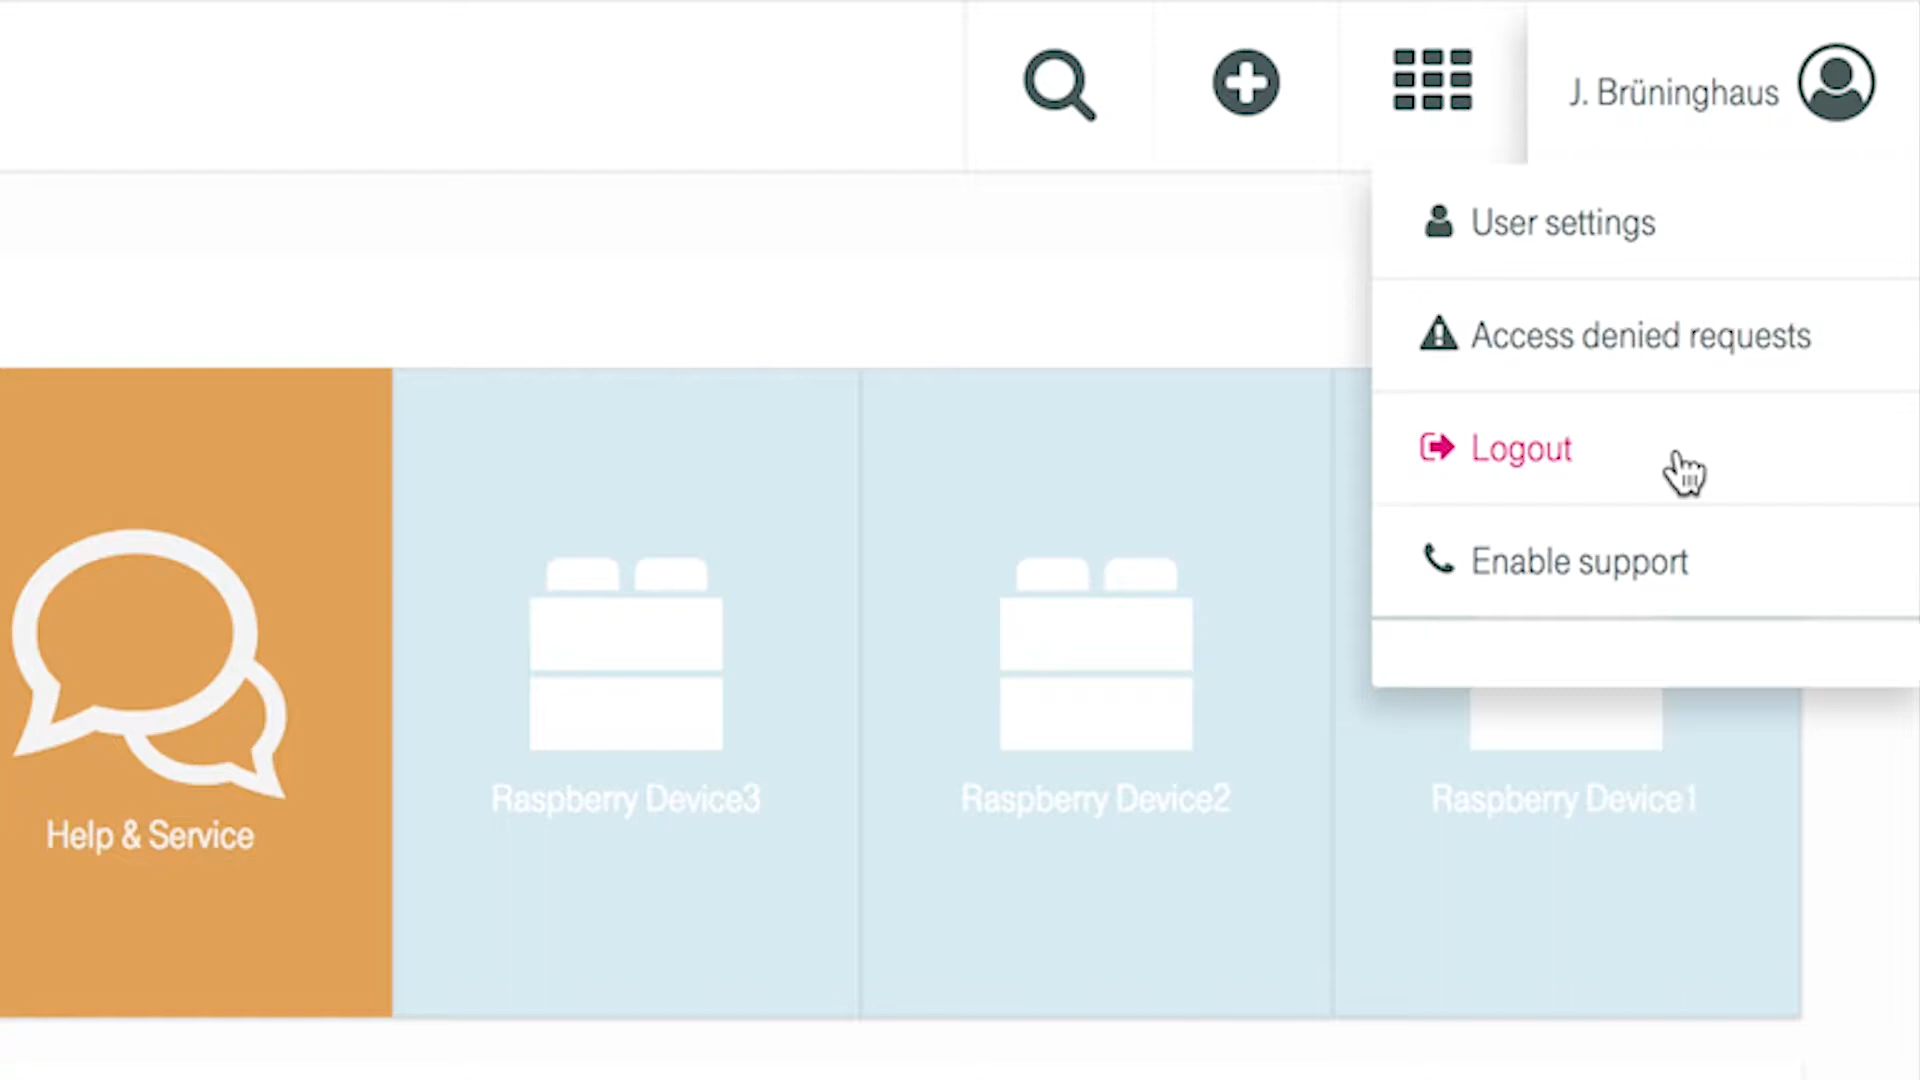 J. Brüninghaus
User settings
Access denied requests
Logout
Enable support
Help & Service
Raspberry Device3
Raspberry Device2
Raspberry Device1